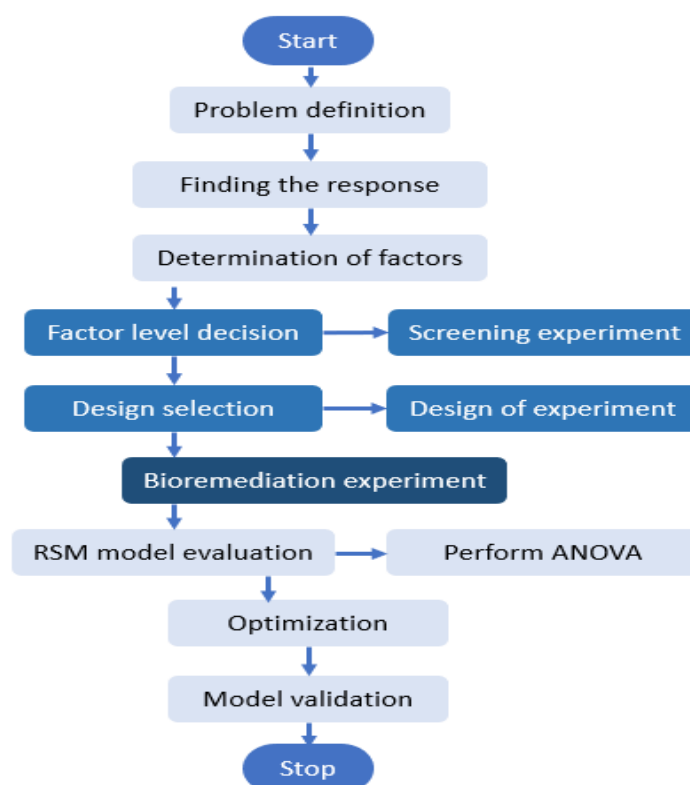 Start
Problem definition
Finding the response
Determination of factors
Factor level decision
Screening experiment
Design selection
Design of experiment
Bioremediation experiment
RSM model evaluation
Perform ANOVA
Optimization
Model validation
Stop